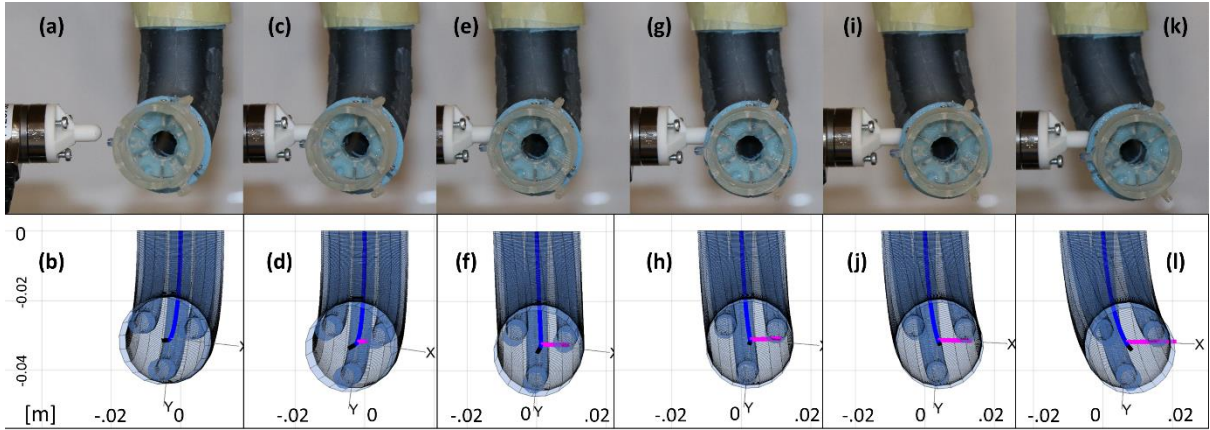 (a) (c) (e) (g) (i) (k)
0
(b) (d) (f) (h) (j) (l)
-0.02
X X X X
-0.04
Y Y Y Y Y Y
[m] -.02 0 -.02 0 .02 0 .02 -.02 0 .02 -.02 0 .02 0 .02